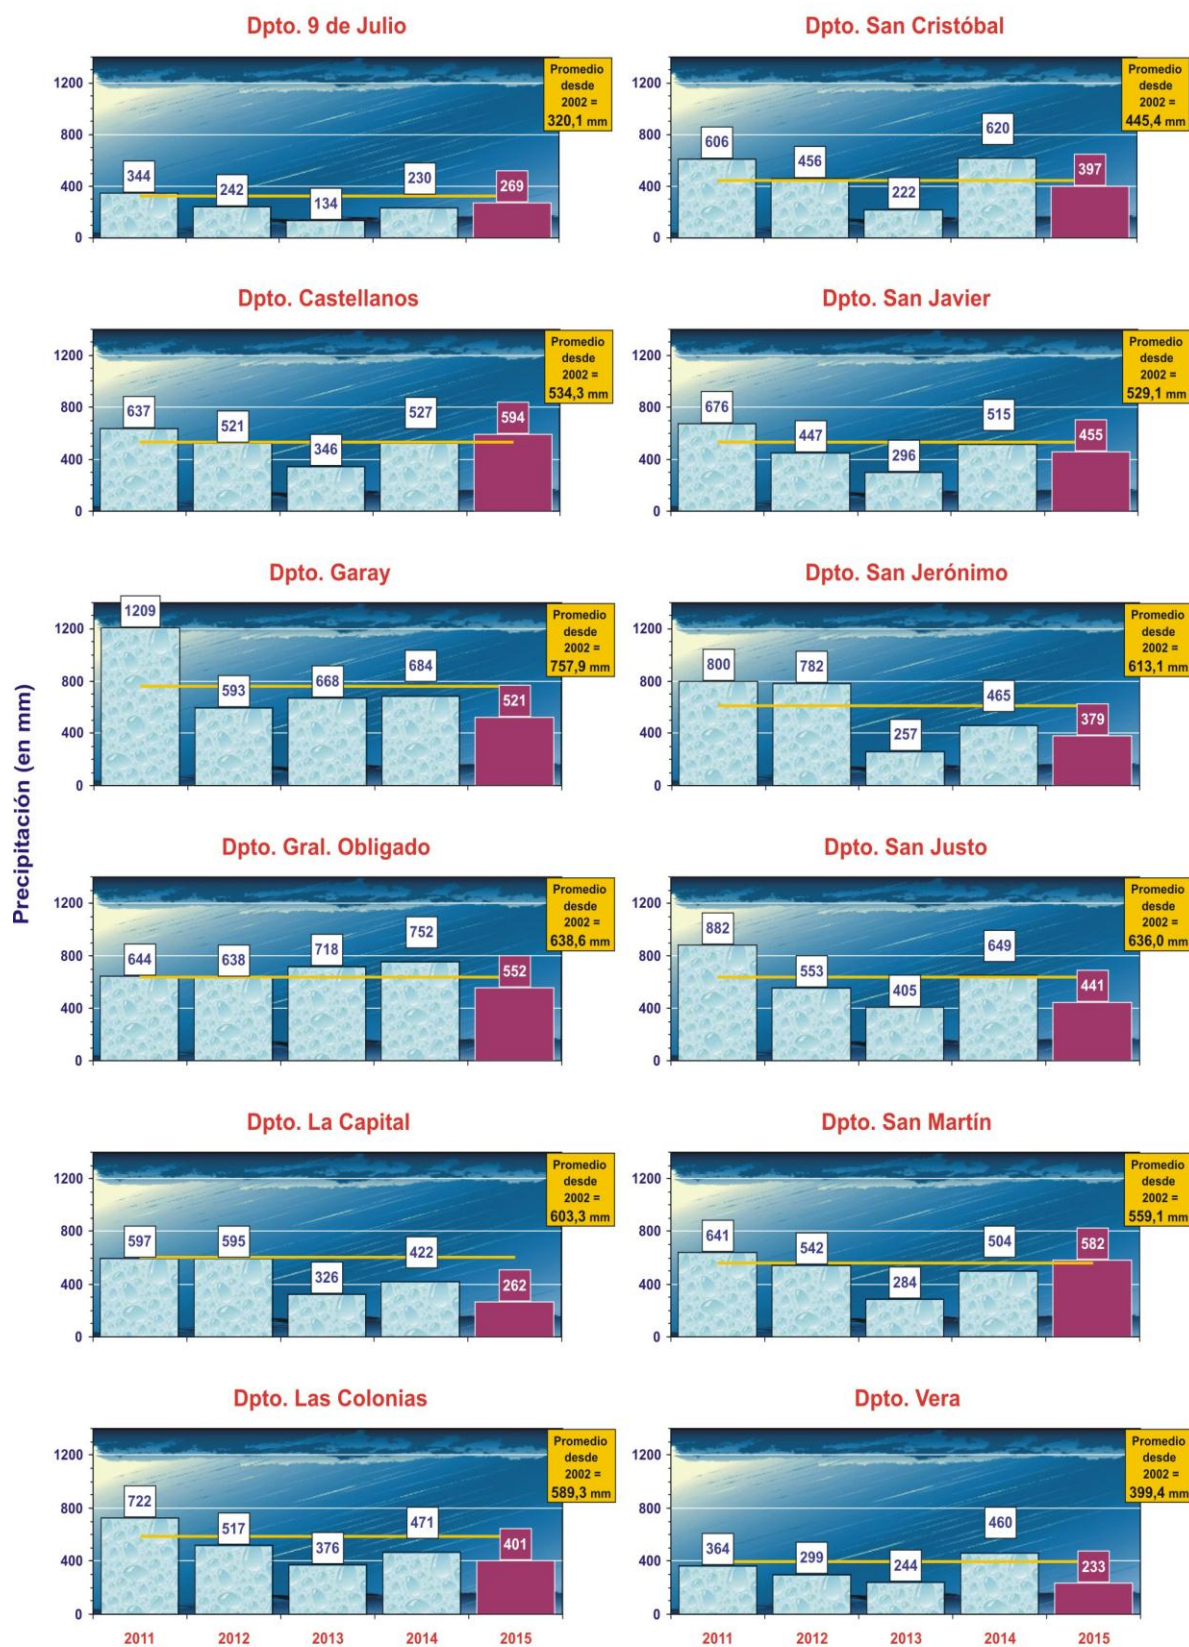 Dpto. 9 de Julio
1200
800
400
0
344
242
134
230
269
Promedio
desde
2002 =
320,1 mm
Dpto. San Cristóbal
1200
800
400
0
606
456
222
620
397
Promedio
desde
2002 =
445,4 mm
Dpto. Castellanos
1200
800
400
0
637
521
346
527
594
Promedio
desde
2002 =
534,3 mm
Dpto. San Javier
1200
800
400
0
676
447
296
515
455
Promedio
desde
2002 =
529,1 mm
Precipitación (en mm)
Dpto. Garay
1200
800
400
0
1209
593
668
684
521
Promedio
desde
2002 =
757,9 mm
Dpto. San Jerónimo
1200
800
400
0
800
782
257
465
379
Promedio
desde
2002 =
613,1 mm
Dpto. Gral. Obligado
1200
800
400
0
644
638
718
752
552
Promedio
desde
2002 =
638,6 mm
Dpto. San Justo
1200
800
400
0
882
553
405
649
441
Promedio
desde
2002 =
636,0 mm
Dpto. La Capital
1200
800
400
0
597
595
326
422
262
Promedio
desde
2002 =
603,3 mm
Dpto. San Martín
1200
800
400
0
641
542
284
504
582
Promedio
desde
2002 =
559,1 mm
Dpto. Las Colonias
1200
800
400
0
722
517
376
471
401
Promedio
desde
2002 =
589,3 mm
2011 2012 2013 2014 2015
Dpto. Vera
1200
800
400
0
364
299
244
460
233
Promedio
desde
2002 =
399,4 mm
2011 2012 2013 2014 2015